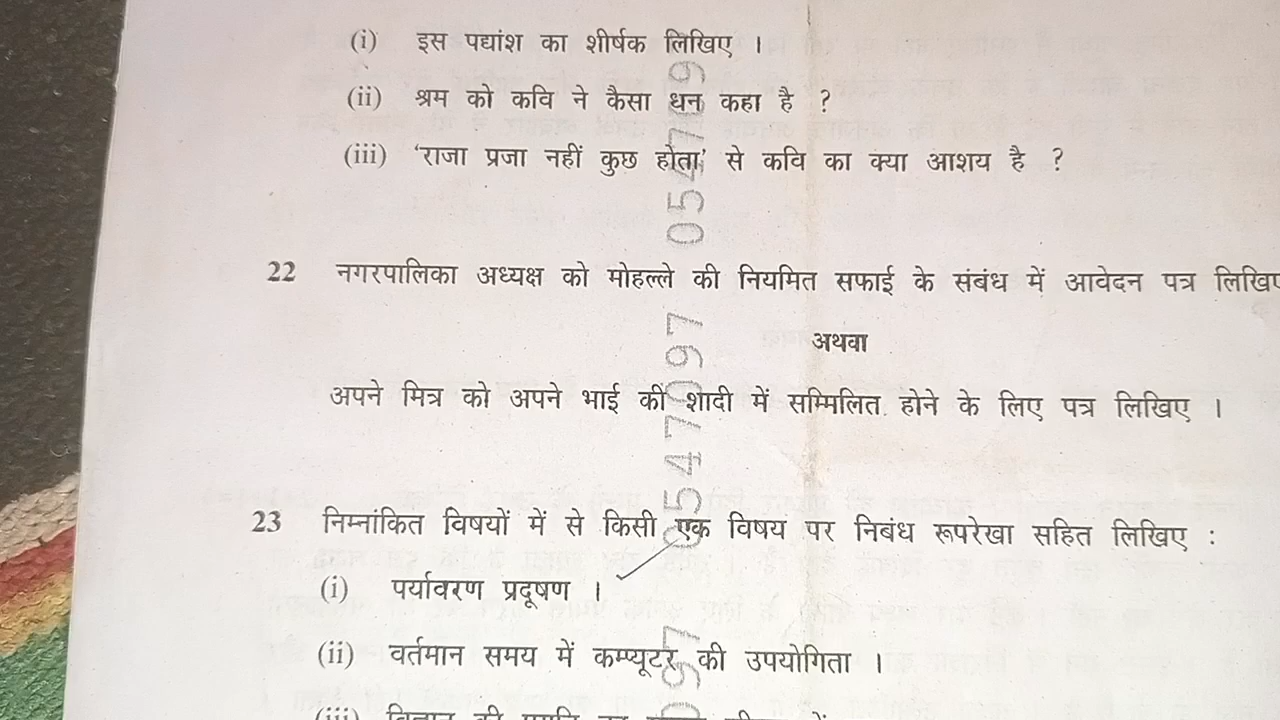 (i) इस पद्यांश का शीर्षक लिखिए ।
(ii) श्रम को कवि ने कैसा धन कहा है ?
(iii) 'राजा प्रजा नहीं कुछ होता' से कवि का क्या आशय है ?
22 नगरपालिका अध्यक्ष को मोहल्ले की नियमित सफाई के संबंध में आवेदन पत्र लिखिए
अथवा
अपने मित्र को अपने भाई की शादी में सम्मिलित होने के लिए पत्र लिखिए ।
23 निम्नांकित विषयों में से किसी एक विषय पर निबंध रूपरेखा सहित लिखिए :
(i) पर्यावरण प्रदूषण ।
(ii) वर्तमान समय में कम्प्यूटर की उपयोगिता ।
(iii)
0547097